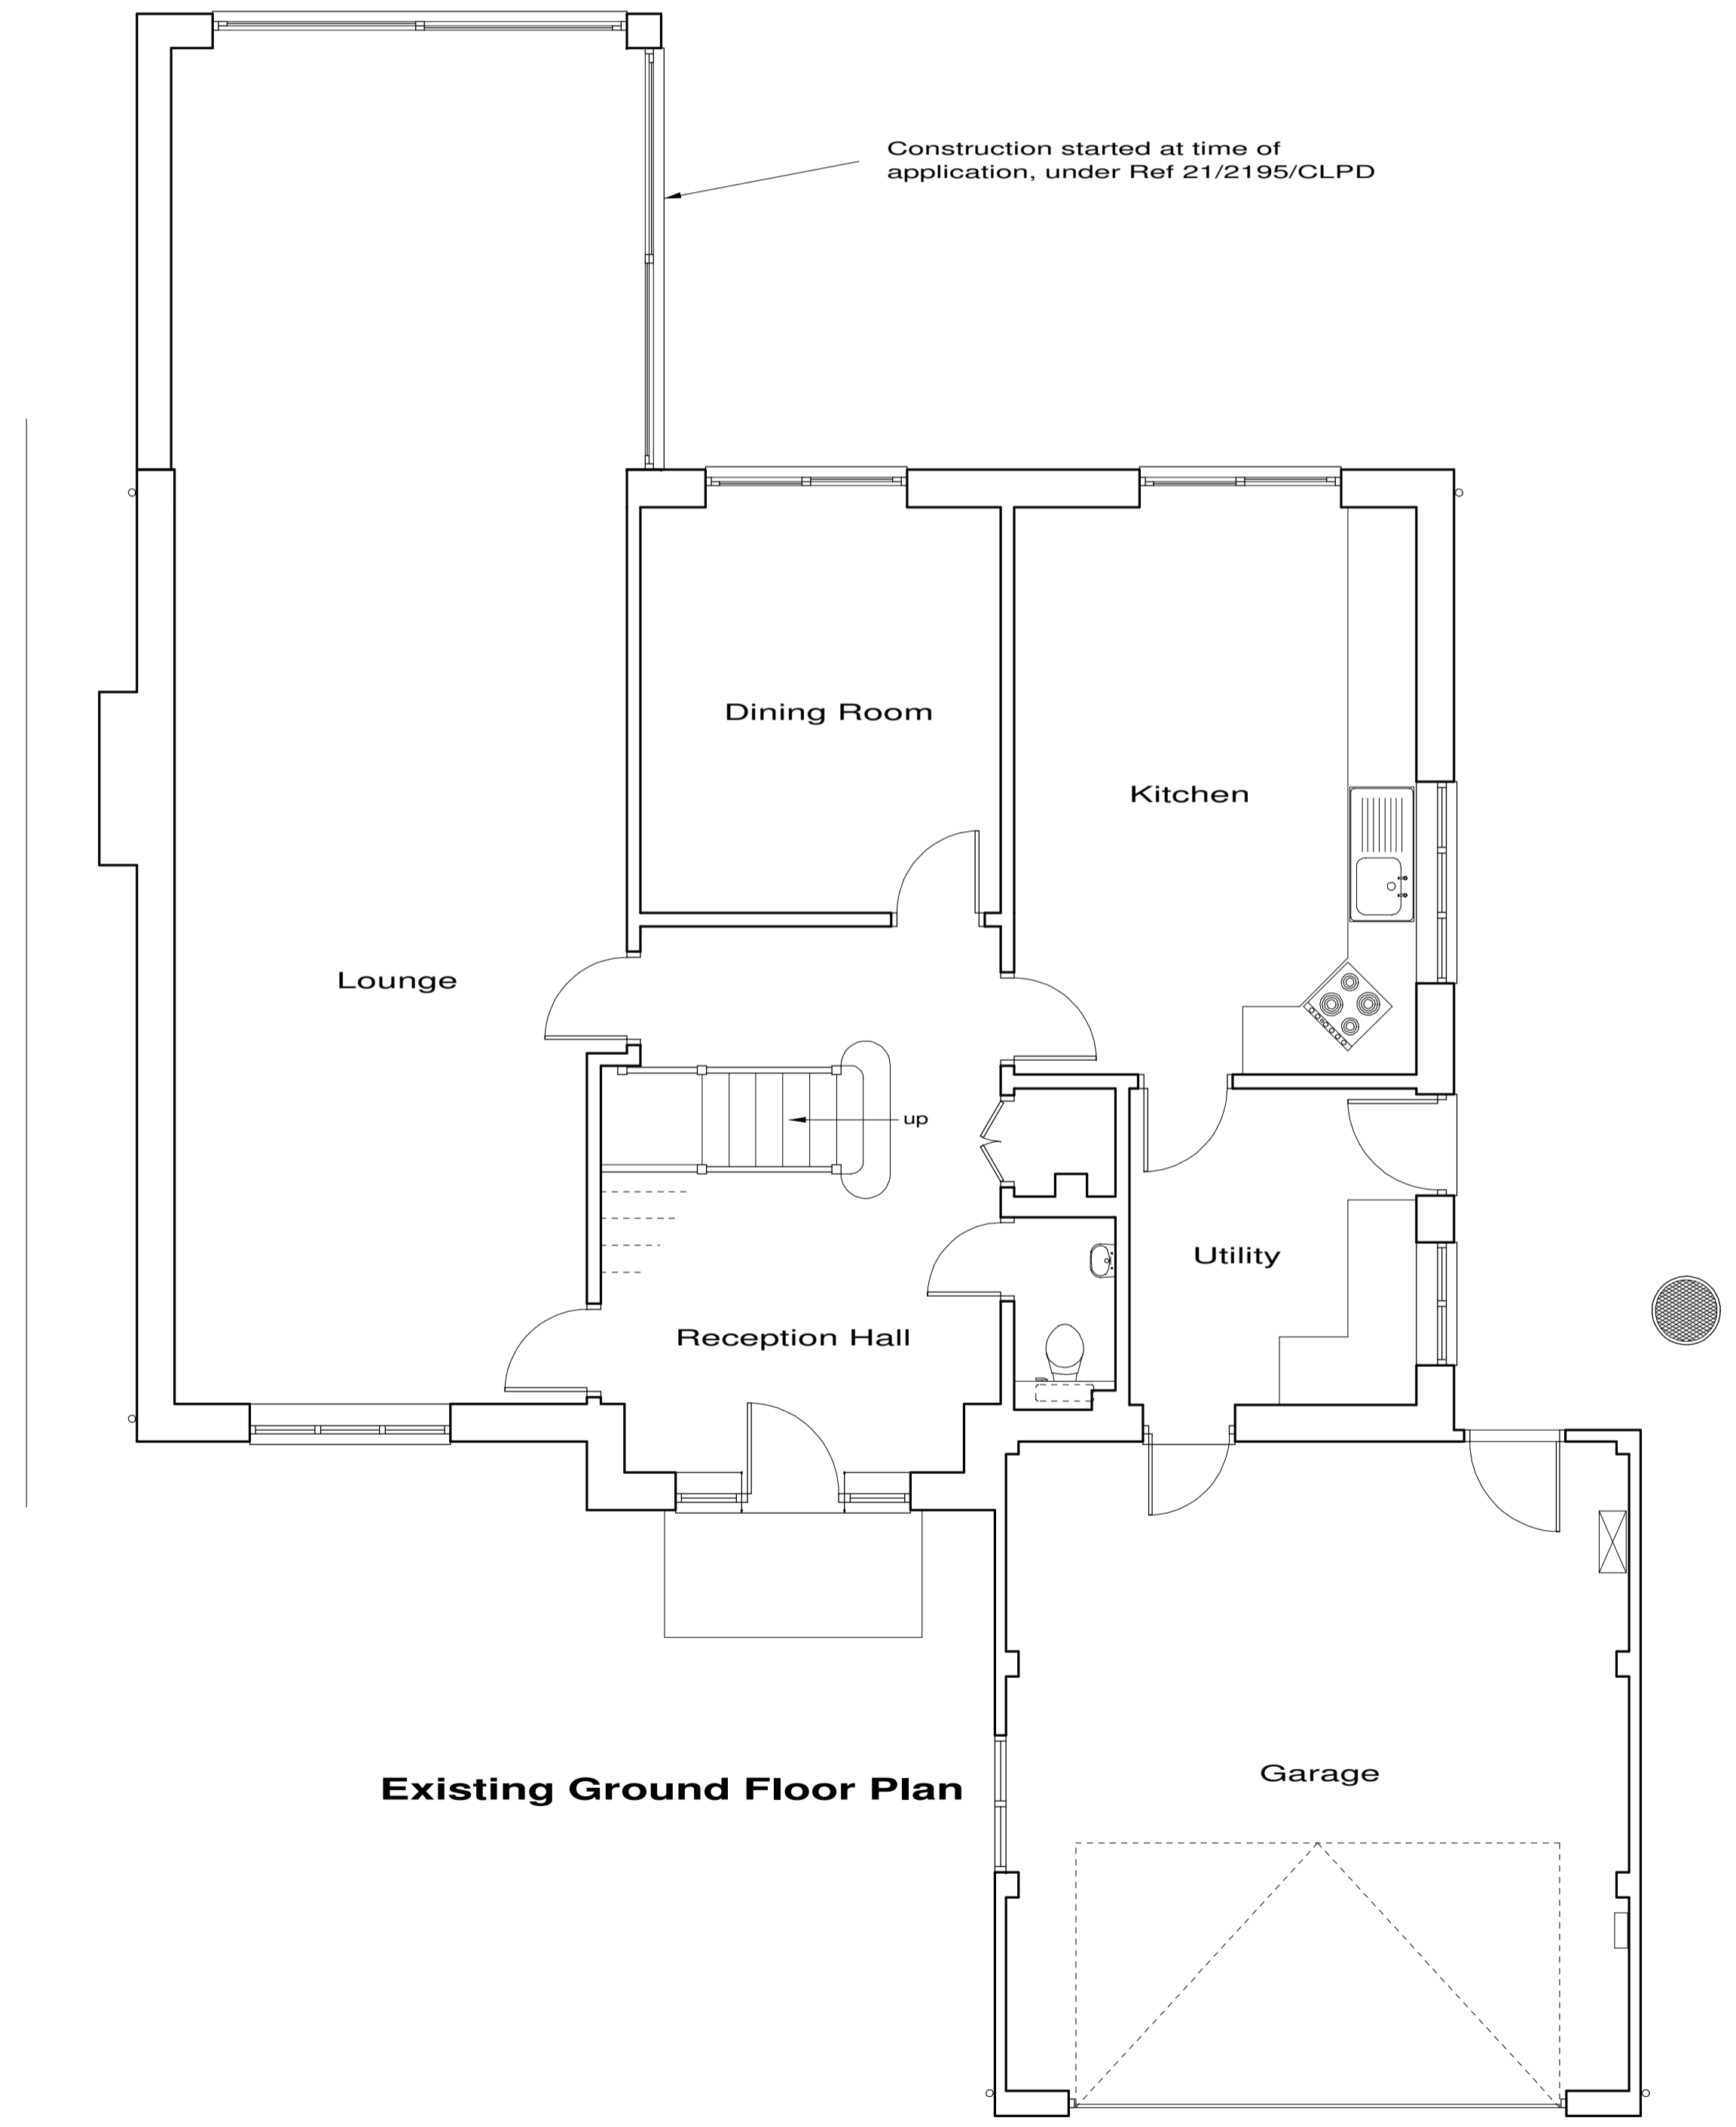 Construction started at time of
application, under Ref 21/2195/CLPD
Dining Room
Kitchen
Lounge
up
Utility
Reception Hall
Garage
Existing Ground Floor Plan